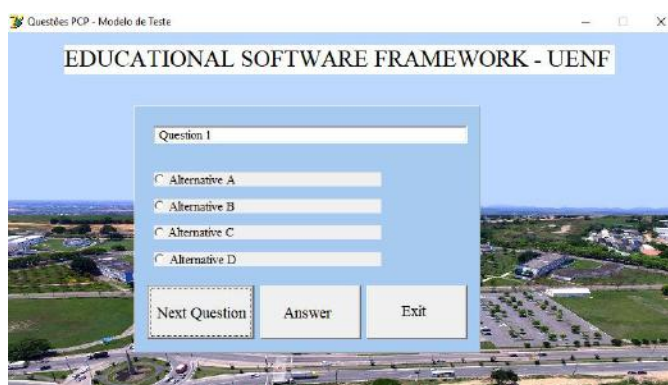 Questões PCP - Modelo de Teste
EDUCATIONAL SOFTWARE FRAMEWORK - UENF
Question 1
Alternative A
Alternative B
Alternative C
Alternative D
Next Question Answer Exit